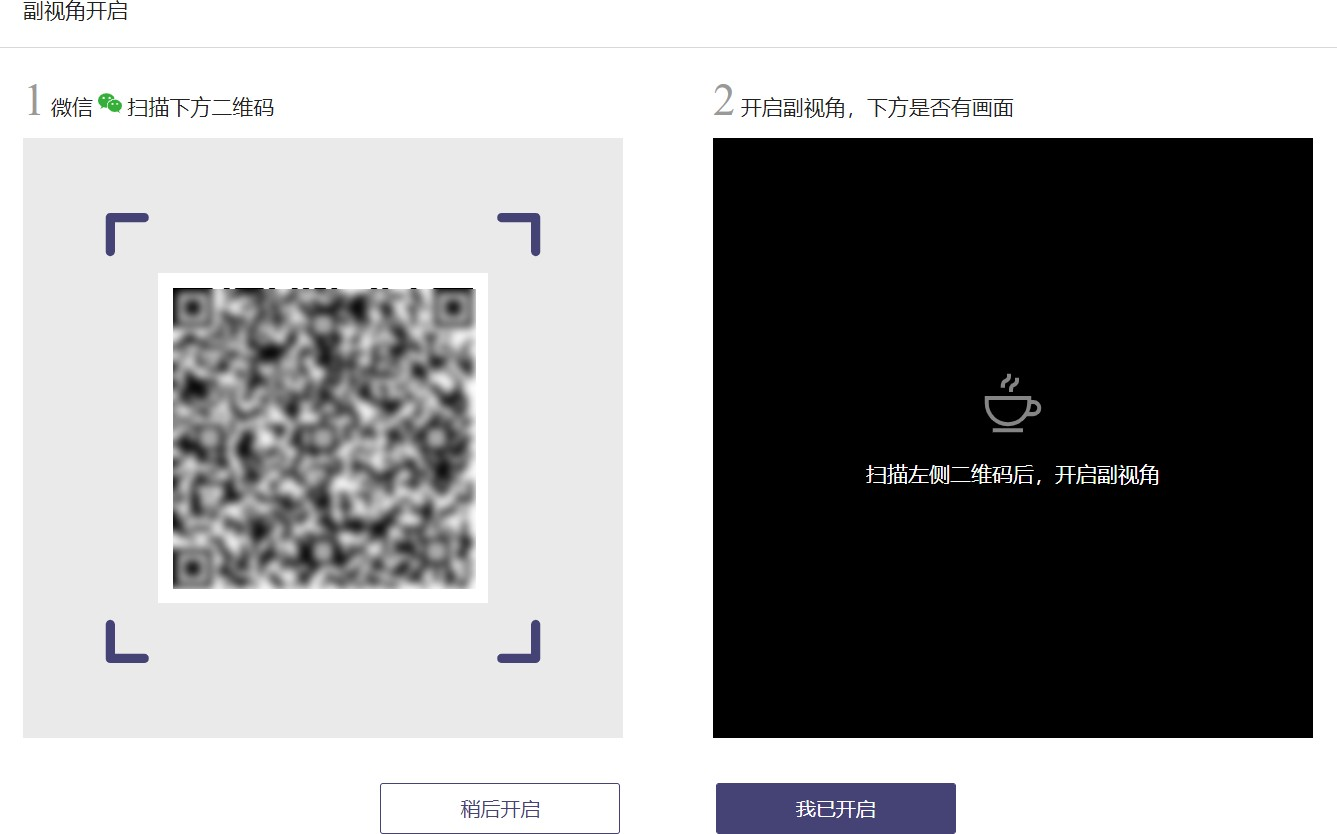 副视角开启
1 微信 扫描下方二维码
2 开启副视角，下方是否有画面
扫描左侧二维码后，开启副视角
稍后开启
我已开启